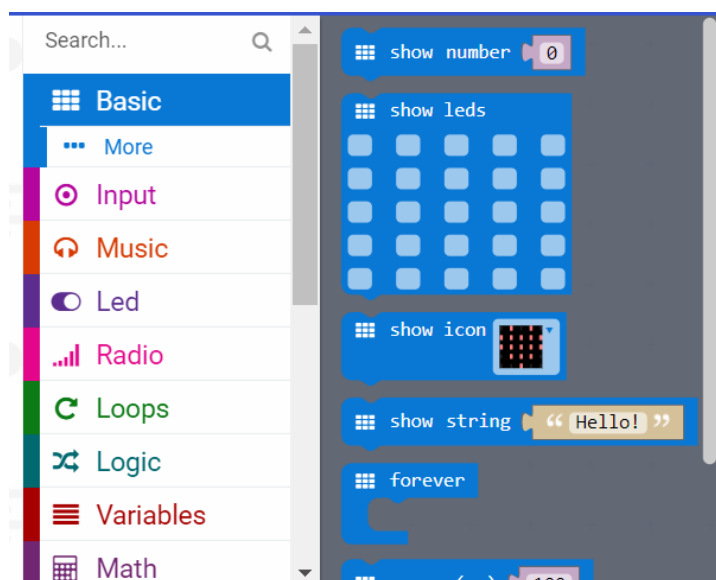 Search...
Basic
More
Input
Music
Led
Radio
Loops
Logic
Variables
Math
show number 0
show leds
show icon
show string “ Hello! ”
forever